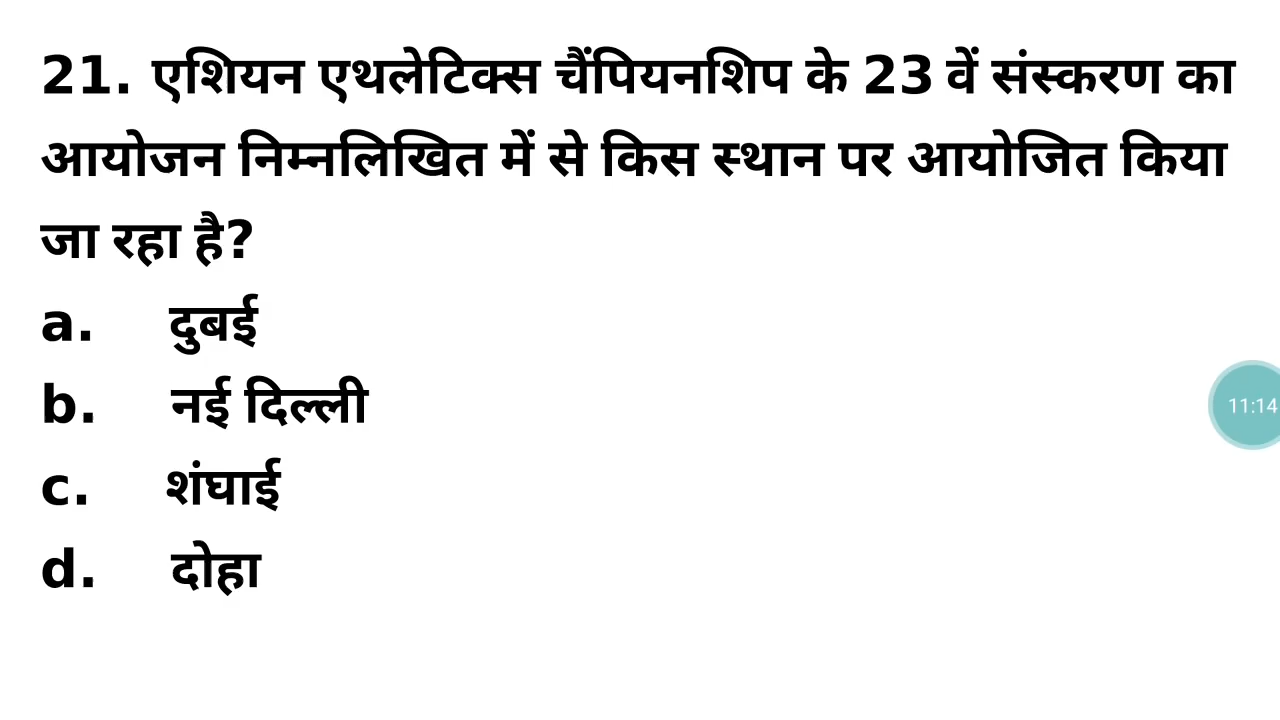 21. एशियन एथलेटिक्स चैंपियनशिप के 23 वें संस्करण का
आयोजन निम्नलिखित में से किस स्थान पर आयोजित किया
जा रहा है?
a. दुबई
b. नई दिल्ली
11:14
c. शंघाई
d. दोहा